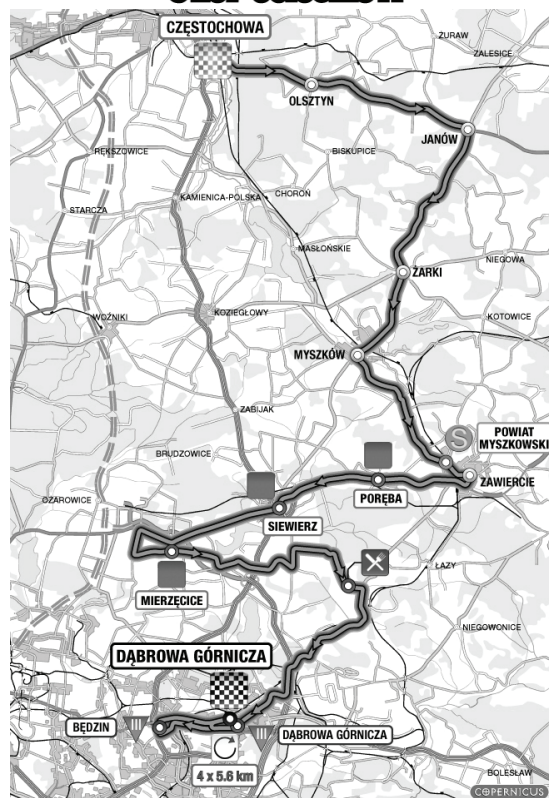 CZĘSTOCHOWA
ŻURAW
ZALESICE
OLSZTYN
JANÓW
RĘKSZOWICE
BISKUPICE
KAMIENICA-POLSKA
CHOROŃ
STARCZA
MASŁOŃSKIE
NIEGOWA
ŻARKI
WOŹNIKI
KOZIEGŁOWY
KOTOWICE
MYSZKÓW
ZABIJAK
S
POWIAT
MYSZKOWSKI
BRUDZOWICE
ZAWIERCIE
OŻAROWICE
PORĘBA
SIEWIERZ
ŁAZY
MIERZĘCICE
NIEGOWONICE
DĄBROWA GÓRNICZA
BĘDZIN
DĄBROWA GÓRNICZA
4 x 5.6 km
BOLESŁAW
COPERNICUS